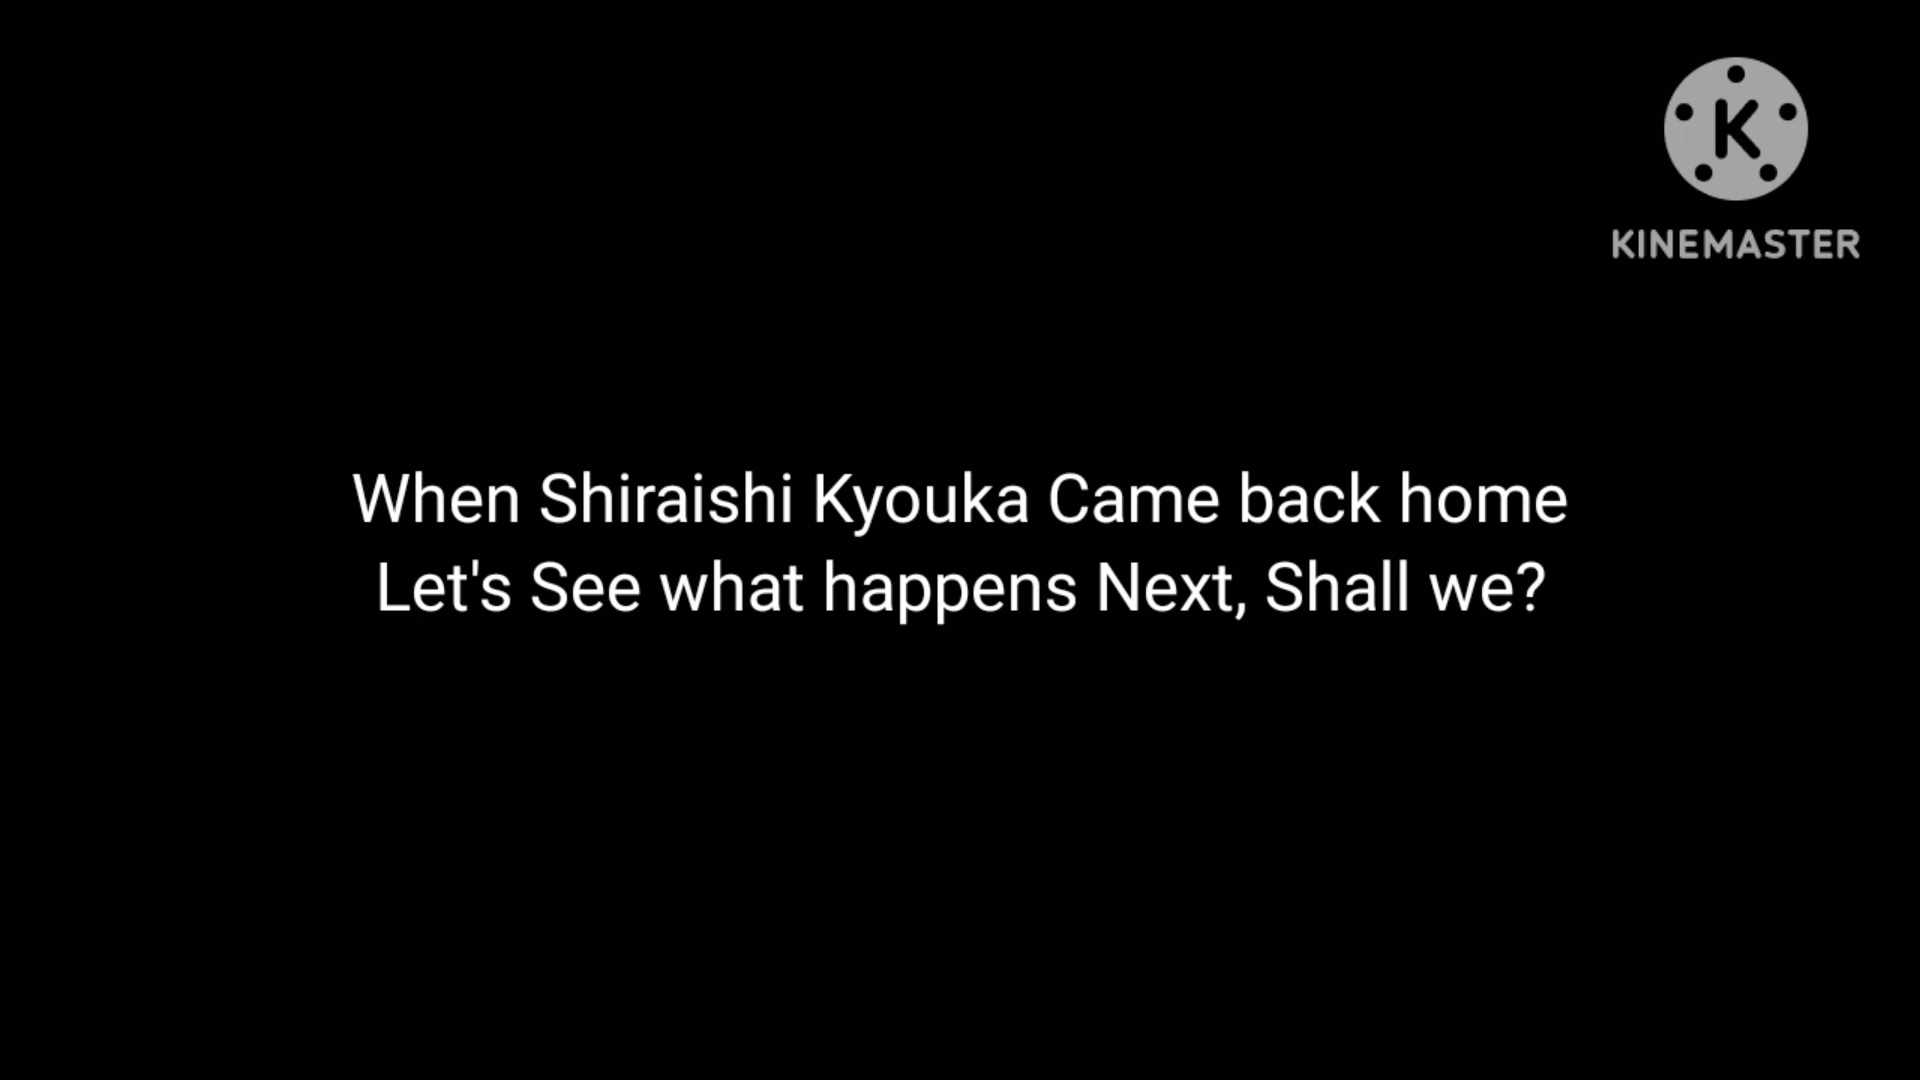 K
KINEMASTER
When Shiraishi Kyouka Came back home
Let's See what happens Next, Shall we?